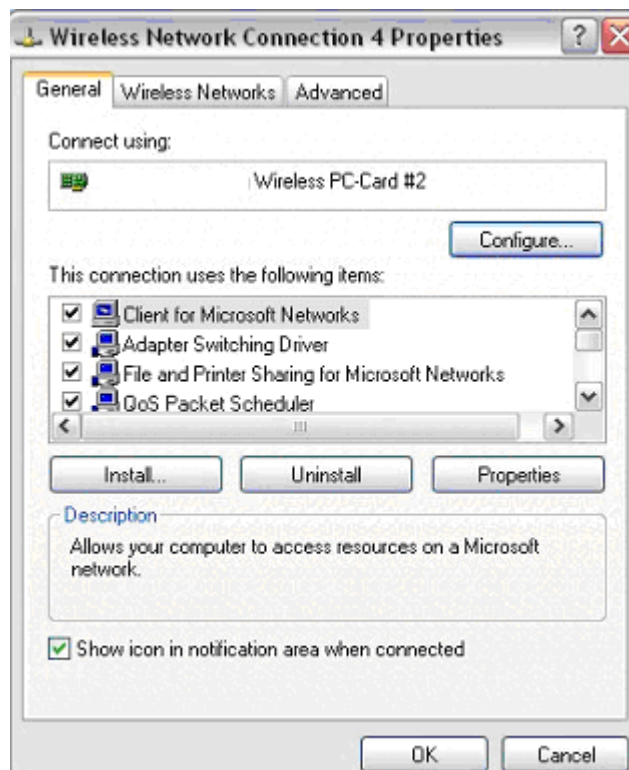 Wireless Network Connection 4 Properties
General Wireless Networks Advanced
Connect using:
Wireless PC-Card #2
Configure...
This connection uses the following items:
Client for Microsoft Networks
Adapter Switching Driver
File and Printer Sharing for Microsoft Networks
QoS Packet Scheduler
Install... Uninstall Properties
Description
Allows your computer to access resources on a Microsoft
network.
Show icon in notification area when connected
OK Cancel